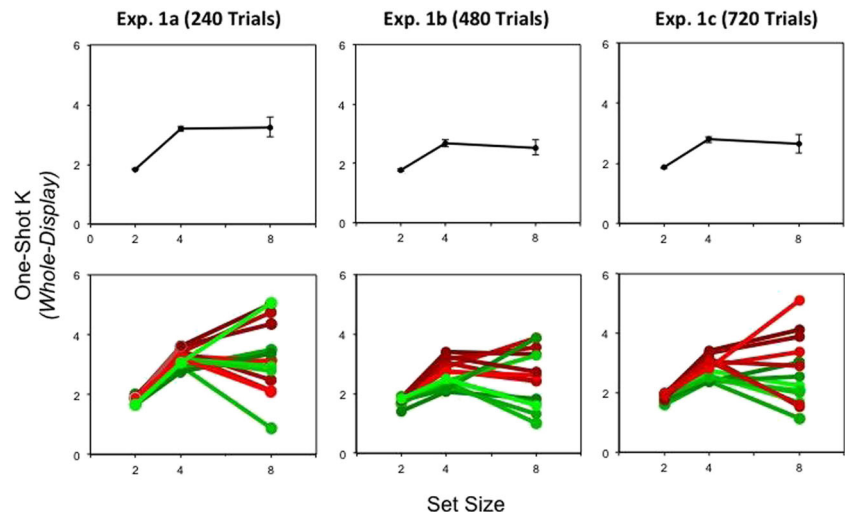 Exp. 1a (240 Trials) Exp. 1b (480 Trials) Exp. 1c (720 Trials)
One-Shot K
(Whole-Display)
6 6 6
4 4 4
2 2 2
0 0 0
0 2 4 8 2 4 8 2 4 8
6 6 6
4 4 4
2 2 2
0 0 0
2 4 8 2 4 8 2 4 8
Set Size